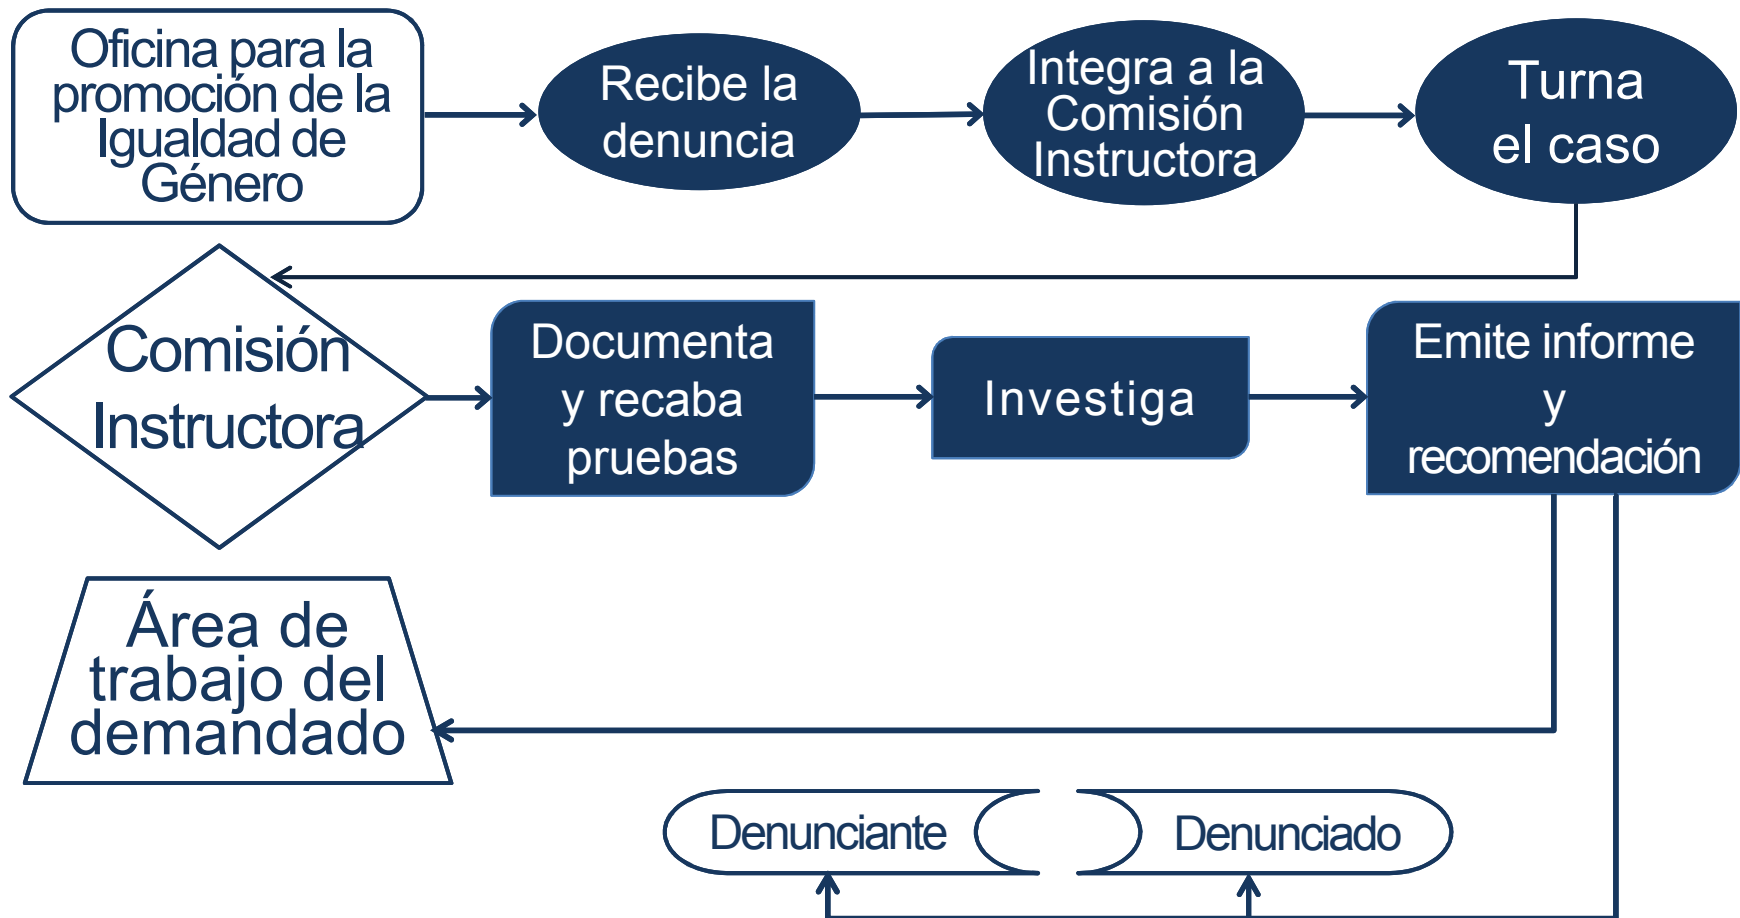 Oficina para la
promoción de la
Igualdad de
Género
Recibe la
denuncia
Integra a la
Comisión
Instructora
Turna
el caso
Comisión
Instructora
Documenta
y recaba
pruebas
Investiga
Emite informe
y
recomendación
Área de
trabajo del
demandado
Denunciante
Denunciado